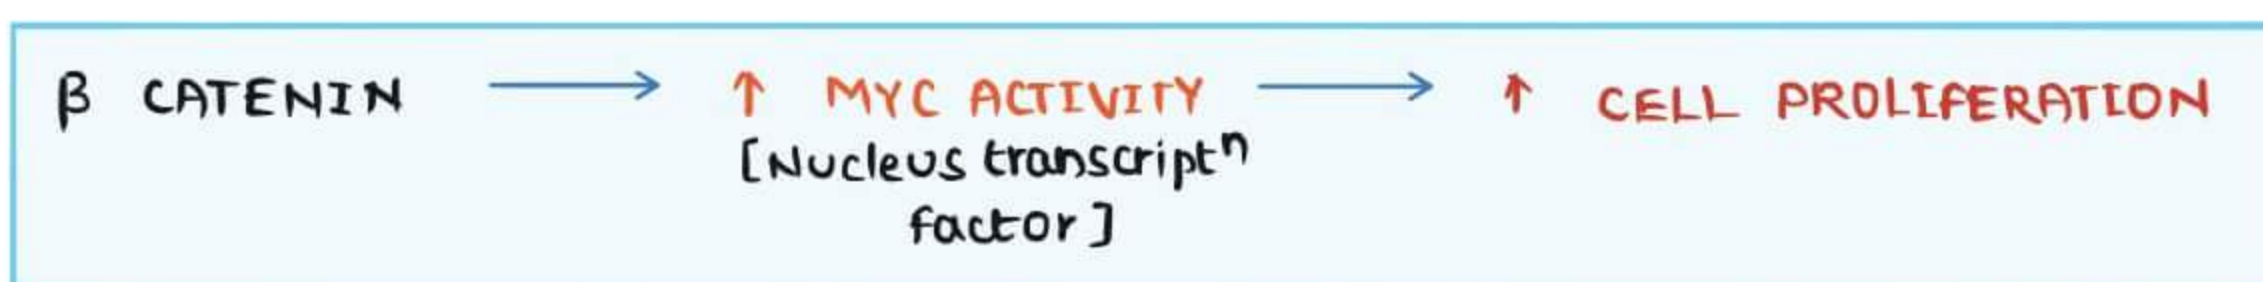 β CATENIN → ↑ MYC ACTIVITY → ↑ CELL PROLIFERATION
[Nucleus transcriptⁿ
factor]